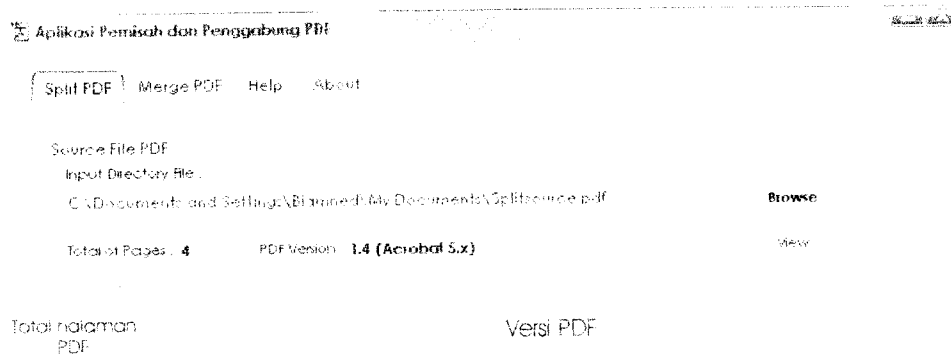 Aplikasi Pemisah dan Penggabung PDF
Split PDF Merge PDF Help About
Source File PDF
Input Directory File :
C:\Documents and Settings\ \My Documents\Splitsource.pdf
Browse
Total of Pages : 4 PDF Version 1.4 (Acrobat 5.x) View
Total halaman PDF
Versi PDF